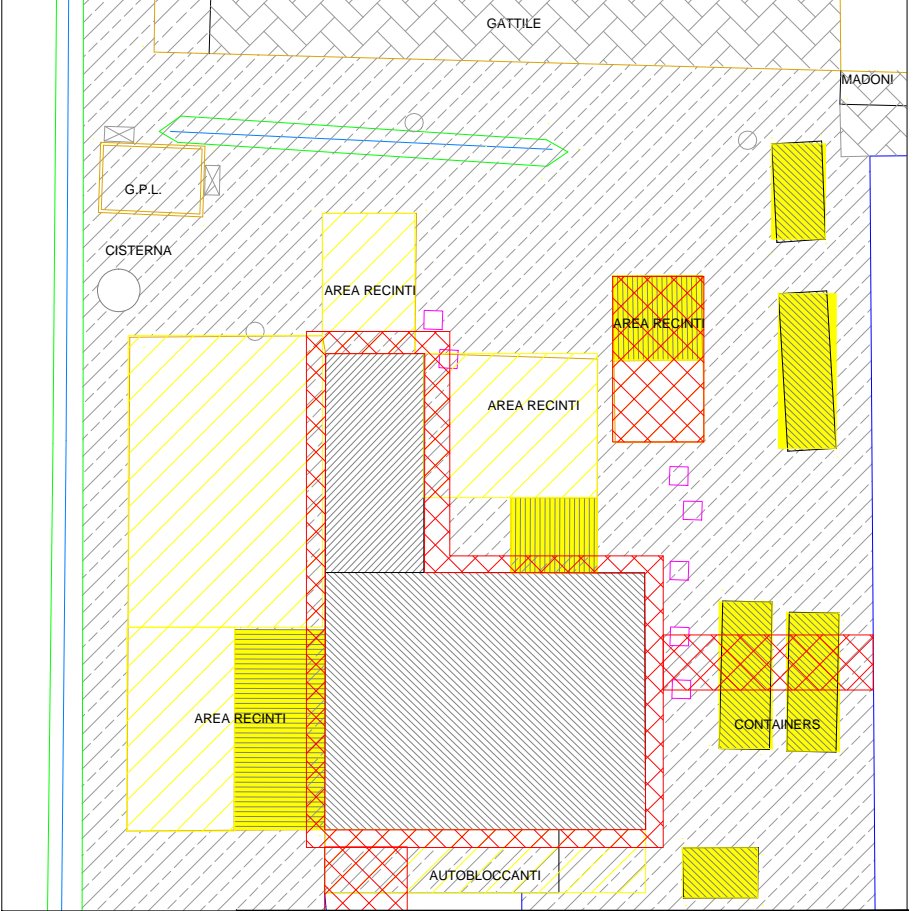 GATTILE
MADONI
G.P.L.
CISTERNA
AREA RECINTI
AREA RECINTI
AREA RECINTI
AREA RECINTI
CONTAINERS
AUTOBLOCCANTI